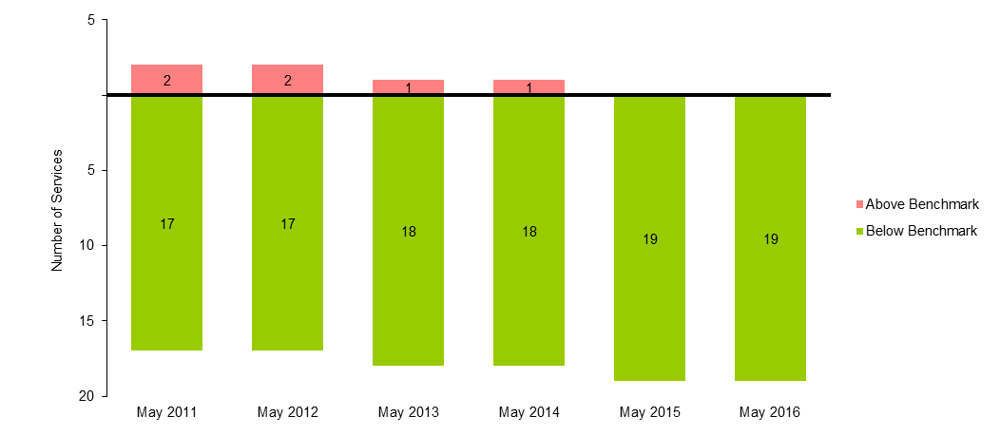 5
2
2
1
1
5
Number of Services
17
17
18
18
19
19
10
15
20
Above Benchmark
Below Benchmark
May 2011
May 2012
May 2013
May 2014
May 2015
May 2016